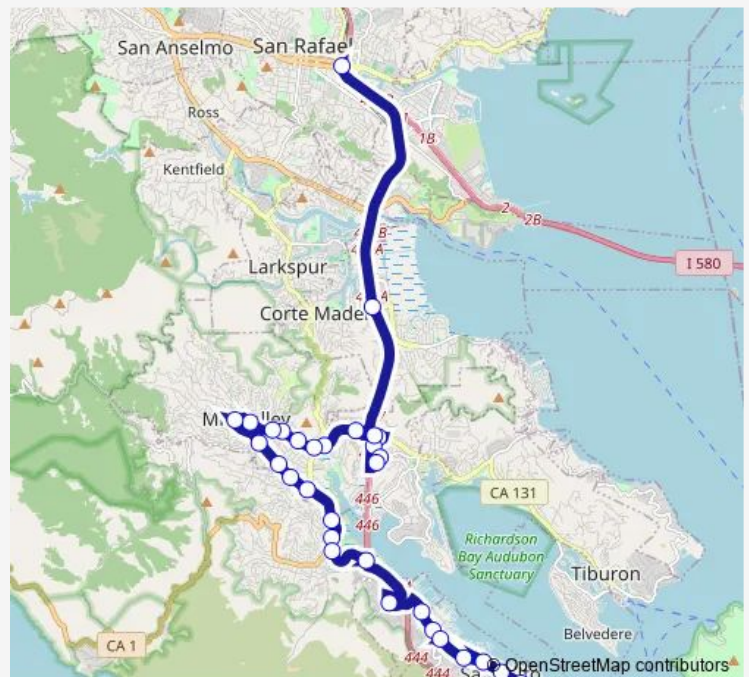 San Anselmo
San Rafael
Ross
1B
Kentfield
2
2B
I 580
Larkspur
Corte Madera
CA 131
446
446
Richardson
Bay Audubon
Sanctuary
Tiburon
Belvedere
CA 1
444
444
© OpenStreetMap contributors